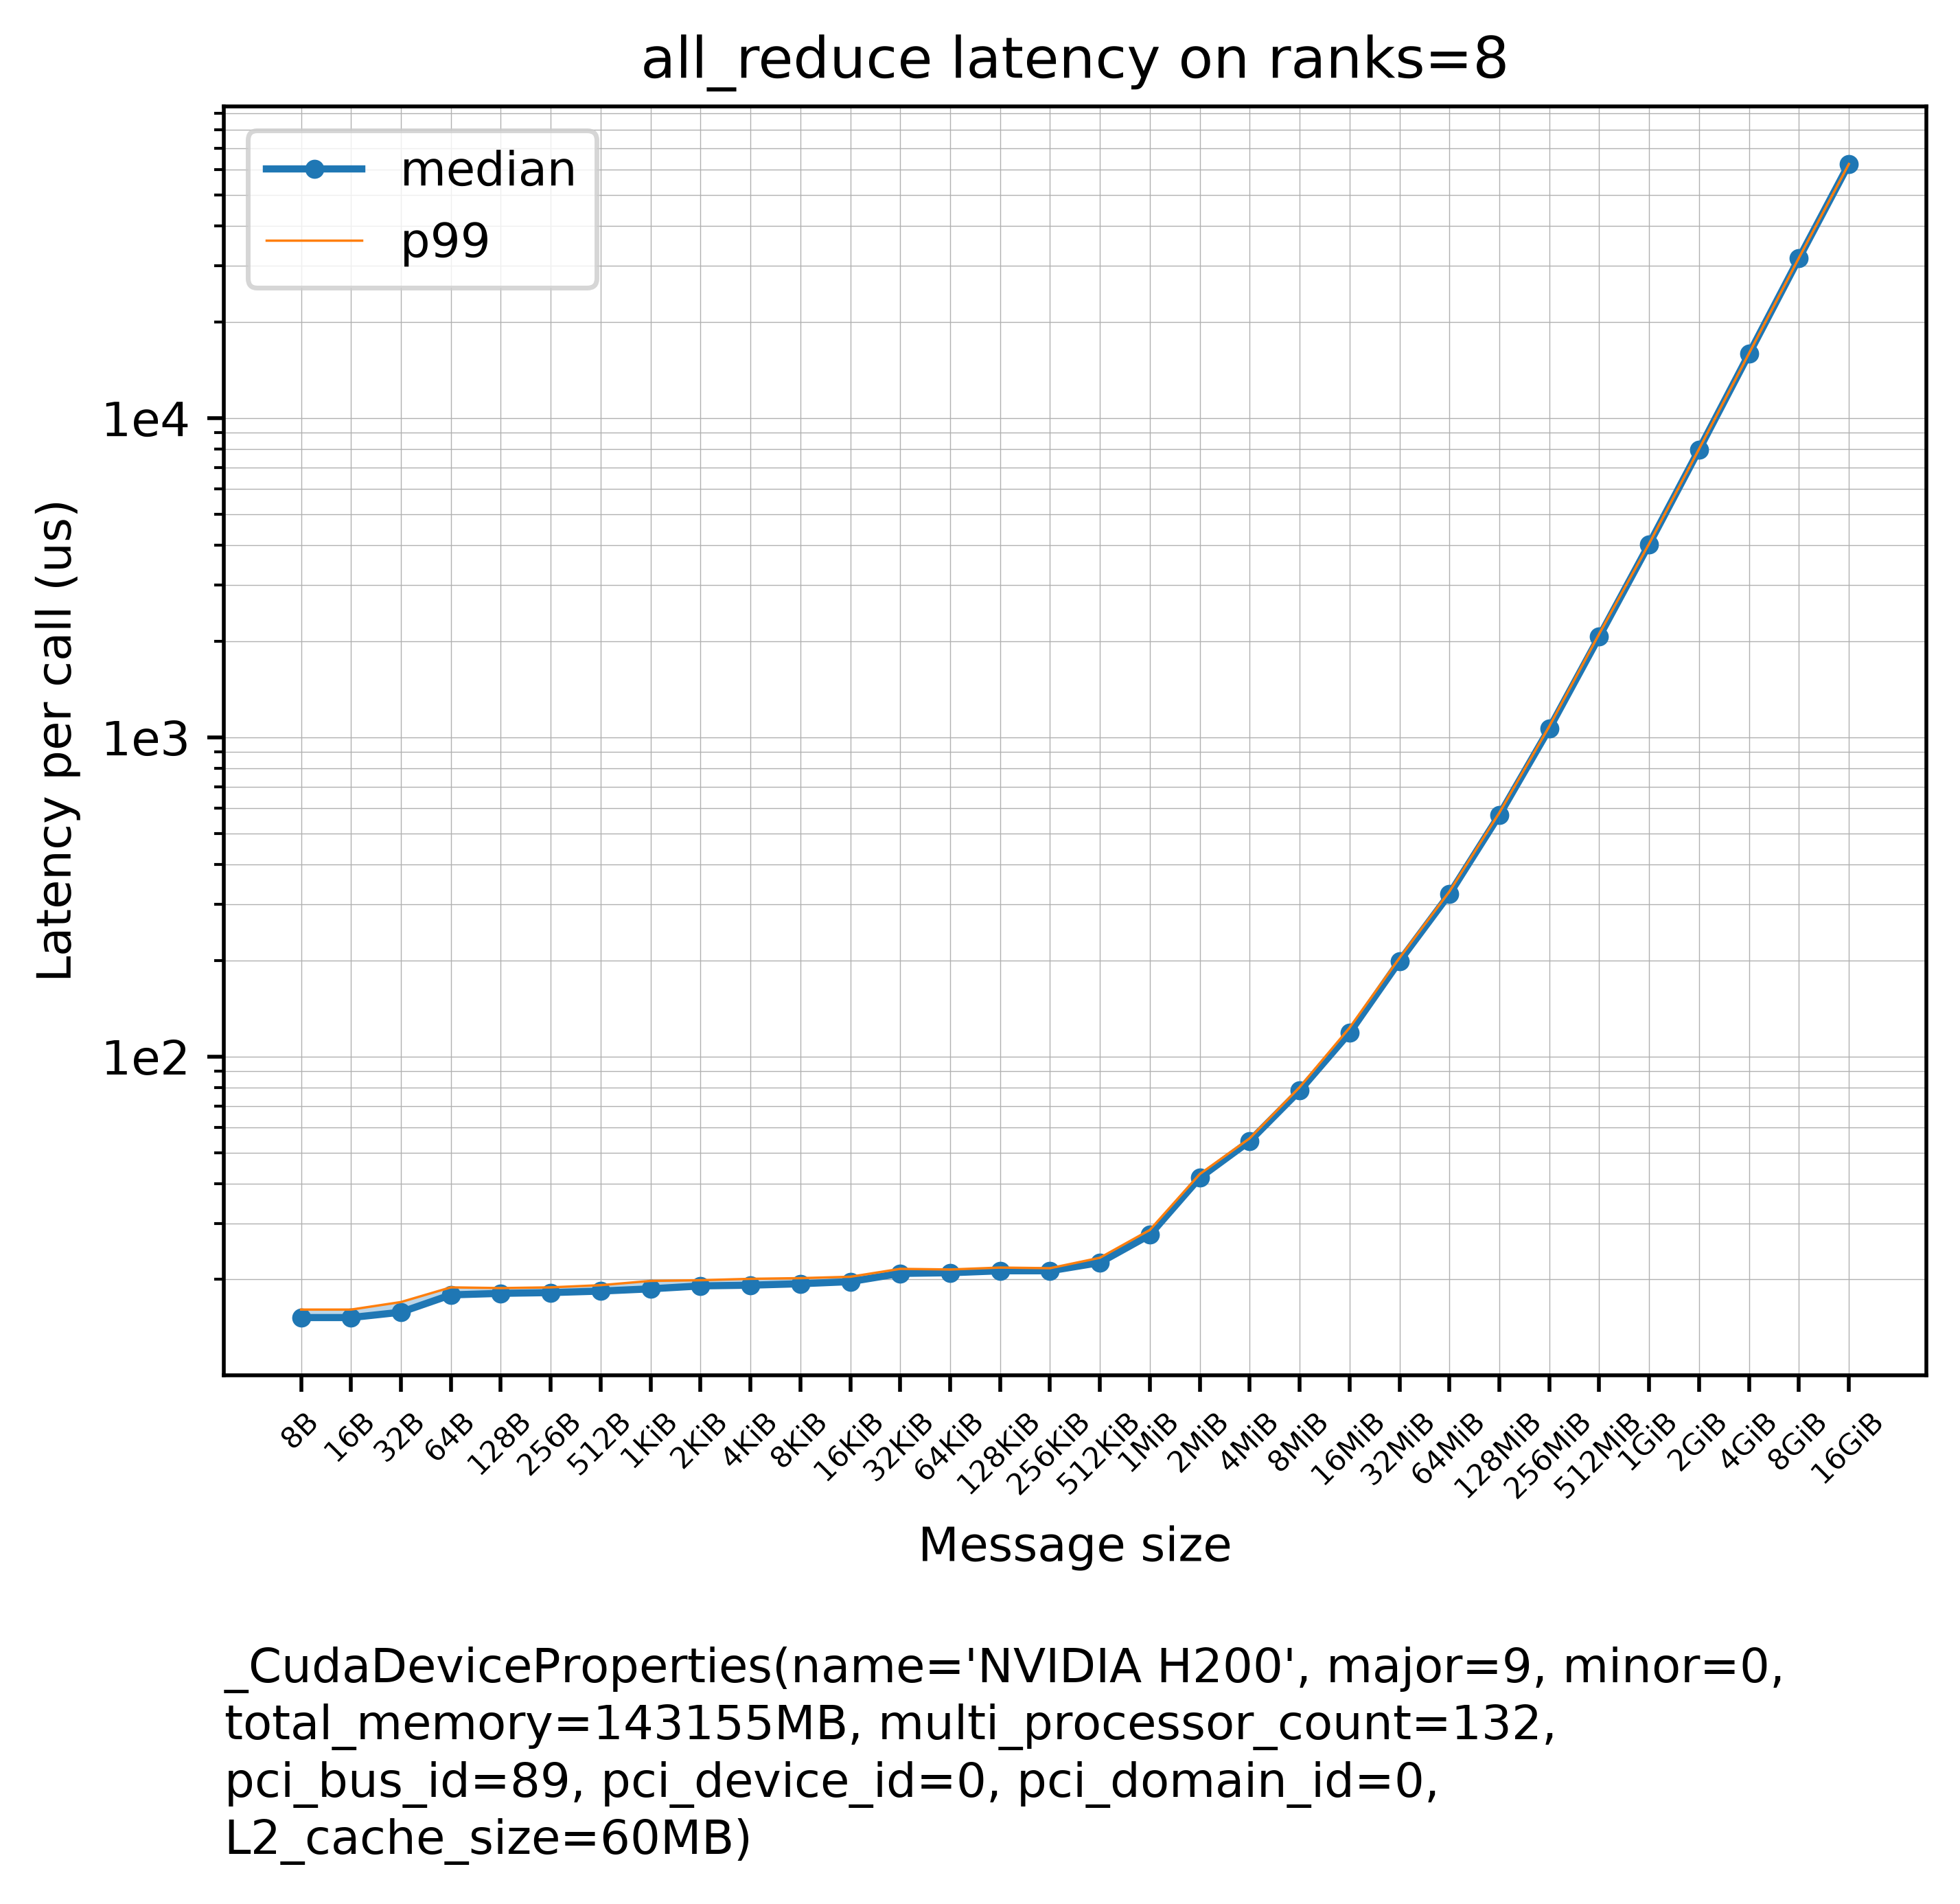 all_reduce latency on ranks=8
median
p99
Latency per call (us)
1e4
1e3
1e2
8B
16B
32B
64B
128B
256B
512B
1KiB
2KiB
4KiB
8KiB
16KiB
32KiB
64KiB
128KiB
256KiB
512KiB
1MiB
2MiB
4MiB
8MiB
16MiB
32MiB
64MiB
128MiB
256MiB
512MiB
1GiB
2GiB
4GiB
8GiB
16GiB
Message size
_CudaDeviceProperties(name='NVIDIA H200', major=9, minor=0,
total_memory=143155MB, multi_processor_count=132,
pci_bus_id=89, pci_device_id=0, pci_domain_id=0,
L2_cache_size=60MB)